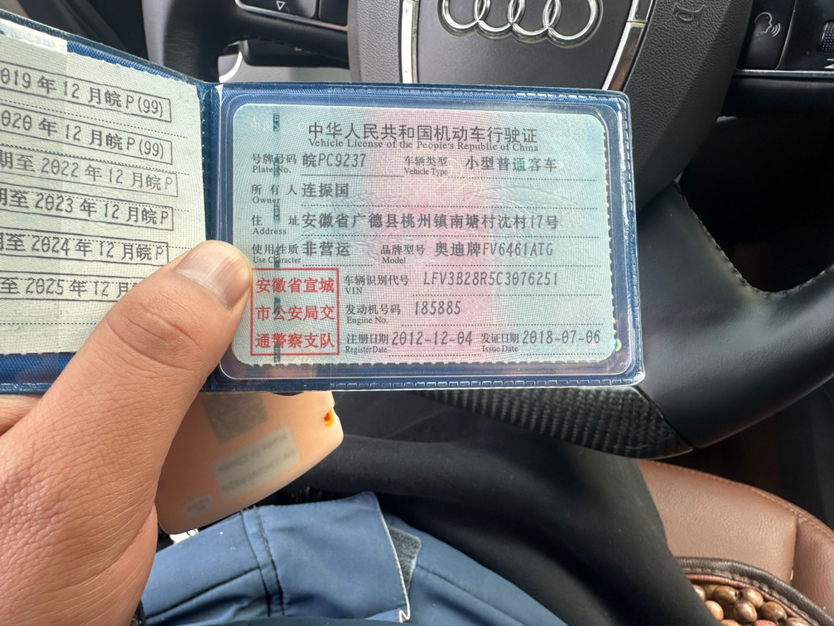 019年12月皖P(99)
020年12月皖P(99)
期至2022年12月皖P
期至2023年12月皖P
期至2024年12月皖P
至2025年12月
中华人民共和国机动车行驶证
Vehicle License of the People's Republic of China
号牌号码 皖PC9237 车辆类型 小型普通客车
Plate No. Vehicle Type
所有人 连振国
Owner
住址 安徽省广德县桃州镇南塘村沈村17号
Address
使用性质 非营运 品牌型号 奥迪牌FV6461ATG
Use Character Model
安徽省宣城
市公安局交
通警察支队
车辆识别代号 LFV3B28R5C3076251
VIN
发动机号码 185885
Engine No.
注册日期 2012-12-04 发证日期 2018-07-06
Register Date Issue Date